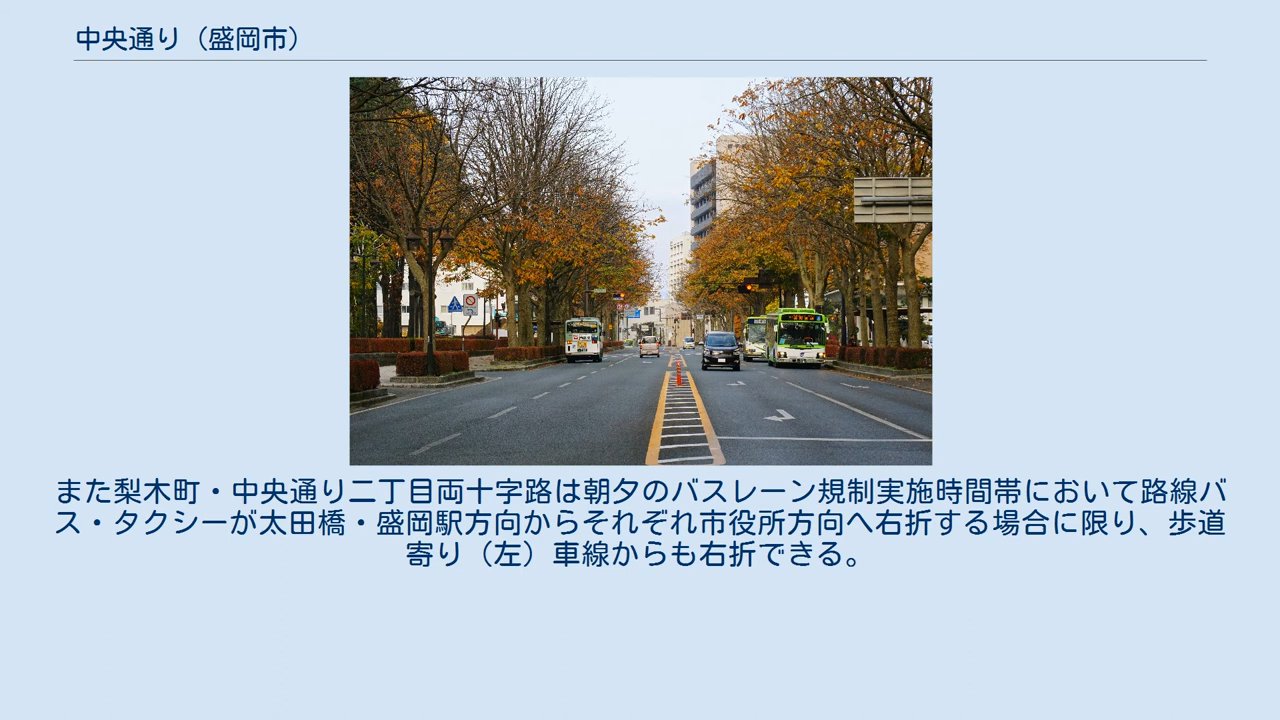 中央通り（盛岡市）
また梨木町・中央通り二丁目両十字路は朝夕のバスレーン規制実施時間帯において路線バ
ス・タクシーが太田橋・盛岡駅方向からそれぞれ市役所方向へ右折する場合に限り、歩道
寄り（左）車線からも右折できる。